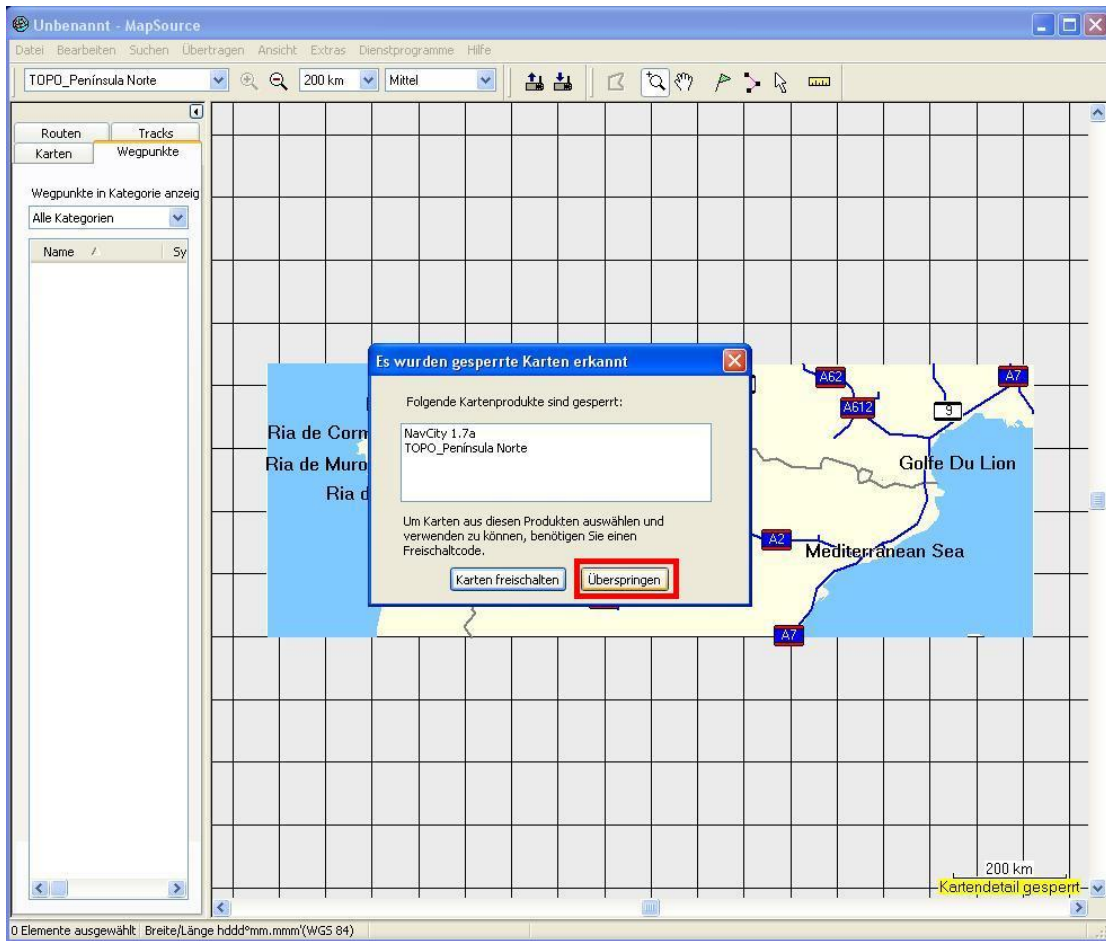 Unbenannt - MapSource
Datei Bearbeiten Suchen Übertragen Ansicht Extras Dienstprogramme Hilfe
TOPO_Península Norte 200 km Mittel
Routen Tracks
Karten Wegpunkte
Wegpunkte in Kategorie anzeig
Alle Kategorien
Name Sy
Es wurden gesperrte Karten erkannt
Folgende Kartenprodukte sind gesperrt:
NavCity 1.7a
TOPO_Península Norte
Um Karten aus diesen Produkten auswählen und
verwenden zu können, benötigen Sie einen
Freischaltcode.
Karten freischalten Überspringen
Ria de Corm
Ria de Muro
Ria d
A62
A7
A612
9
Golfe Du Lion
A2
Mediterranean Sea
A7
200 km
Kartendetail gesperrt
0 Elemente ausgewählt Breite/Länge hddd°mm.mmm'(WGS 84)